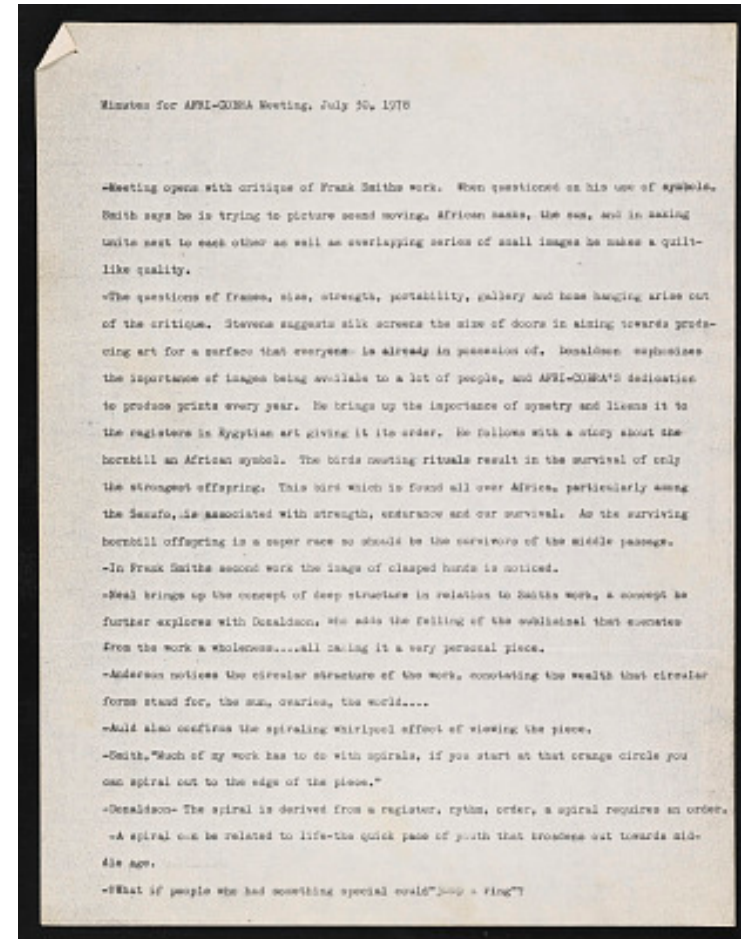 Minutes for AFRI-COBRA Meeting, July 30, 1978
-Meeting opens with critique of Frank Smiths work. When questioned on his use of symbols,
Smith says he is trying to picture sound moving, African masks, the sun, and in making
units next to each other as well as overlapping series of small images he makes a quilt-
like quality.
-The questions of frames, size, strength, portability, gallery and home hanging arise out
of the critique. Stevens suggests silk screens the size of doors in aiming towards produ-
cing art for a surface that everyone is already in possesion of. Donaldson emphasizes
the importance of images being availale to a lot of people, and AFRI-COBRA'S dedication
to produce prints every year. He brings up the importance of symetry and likens it to
the registers in Egyptian art giving it its order. He follows with a story about the
hornbill an African symbol. The birds nesting rituals result in the survival of only
the strongest offspring. This bird which is found all over Africa, particularly among
the Senufo, is associated with strength, endurance and our survival. As the surviving
hornbill offspring is a super race so should be the survivors of the middle passage.
-In Frank Smiths second work the image of clasped hands is noticed.
-Neal brings up the concept of deep structure in relation to Smiths work, a concept he
further explores with Donaldson, who adds the felling of the subliminal that emenates
from the work a wholeness....all making it a very personal piece.
-Anderson notices the circular structure of the work, conotating the wealth that circular
forms stand for, the sun, ovaries, the world....
-Auld also confirms the spiraling whirlpool effect of viewing the piece.
-Smith,"Much of my work has to do with spirals, if you start at that orange circle you
can spiral out to the edge of the piece."
-Donaldson- The spiral is derived from a register, rythm, order, a spiral requires an order.
-A spiral can be related to life-the quick pace of youth that broadens out towards mid-
dle age.
-What if people who had something special could"jump a ring"?